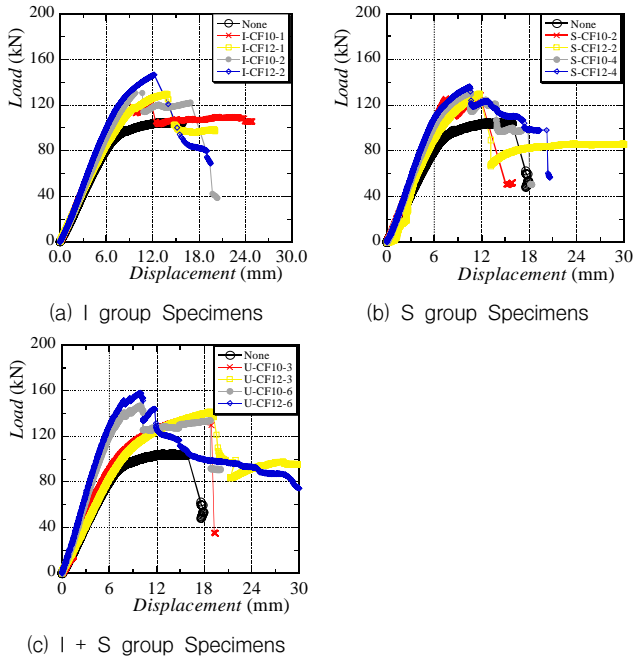 200
160
120
80
40
0
Load (kN)
None
I-CF10-1
I-CF12-1
I-CF10-2
I-CF12-2
0.0 6.0 12.0 18.0 24.0 30.0
Displacement (mm)
(a) I group Specimens
200
160
120
80
40
0
Load (kN)
None
S-CF10-2
S-CF12-2
S-CF10-4
S-CF12-4
0 6 12 18 24 30
Displacement (mm)
(b) S group Specimens
200
160
120
80
40
0
Load (kN)
None
U-CF10-3
U-CF12-3
U-CF10-6
U-CF12-6
0 6 12 18 24 30
Displacement (mm)
(c) I + S group Specimens